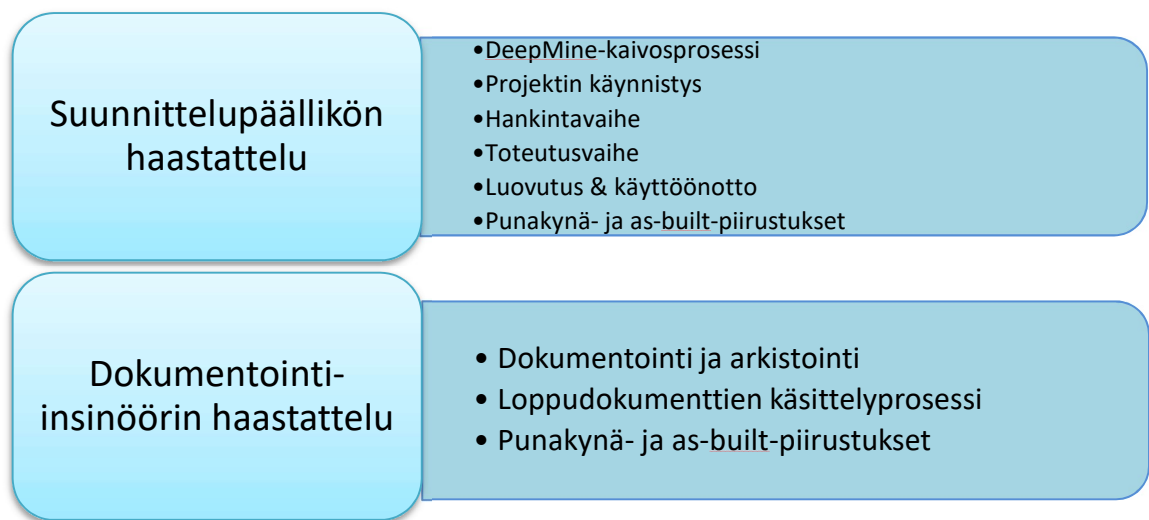 Suunnittelupäällikön
haastattelu
•DeepMine-kaivosprosessi
•Projektin käynnistys
•Hankintavaihe
•Toteutusvaihe
•Luovutus & käyttöönotto
•Punakynä- ja as-built-piirustukset
Dokumentointi-
insinöörin haastattelu
• Dokumentointi ja arkistointi
• Loppudokumenttien käsittelyprosessi
• Punakynä- ja as-built-piirustukset